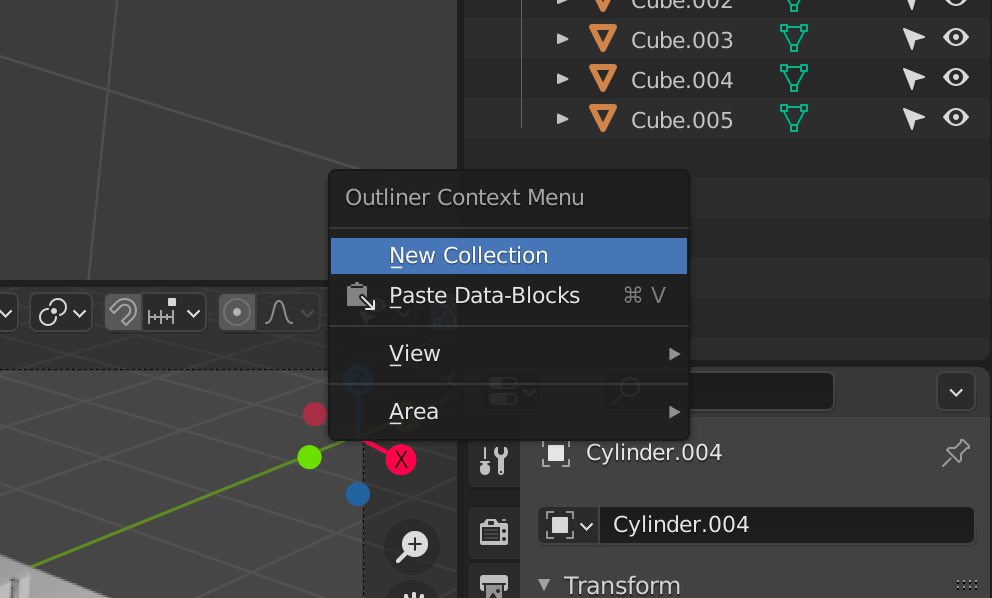 Cube.002
Cube.003
Cube.004
Cube.005
Outliner Context Menu
New Collection
Paste Data-Blocks ⌘ V
View
Area
Z
X
Cylinder.004
Cylinder.004
Transform